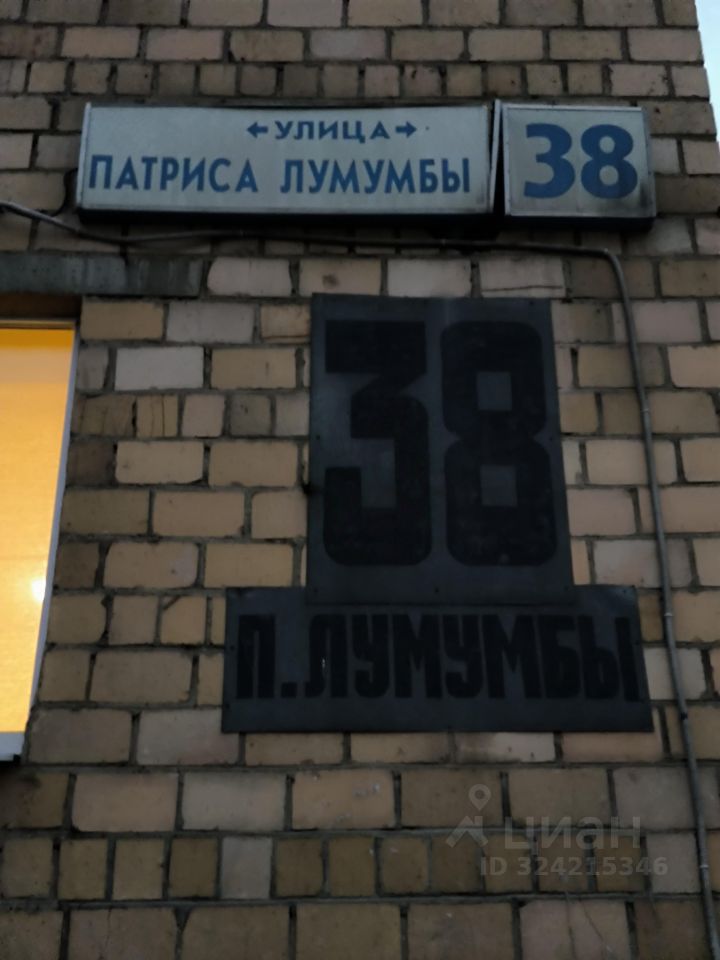 ←УЛИЦА→
ПАТРИСА ЛУМУМБЫ 38
38
П.ЛУМУМБЫ
циан
ID 324215346